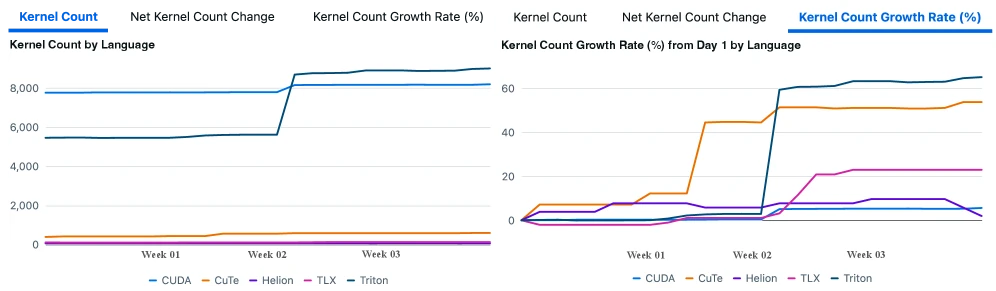 Kernel Count Net Kernel Count Change Kernel Count Growth Rate (%)
Kernel Count by Language
8,000
6,000
4,000
2,000
0
Week 01 Week 02 Week 03
CUDA CuTe Helion TLX Triton
Kernel Count Net Kernel Count Change Kernel Count Growth Rate (%)
Kernel Count Growth Rate (%) from Day 1 by Language
60
40
20
0
Week 01 Week 02 Week 03
CUDA CuTe Helion TLX Triton